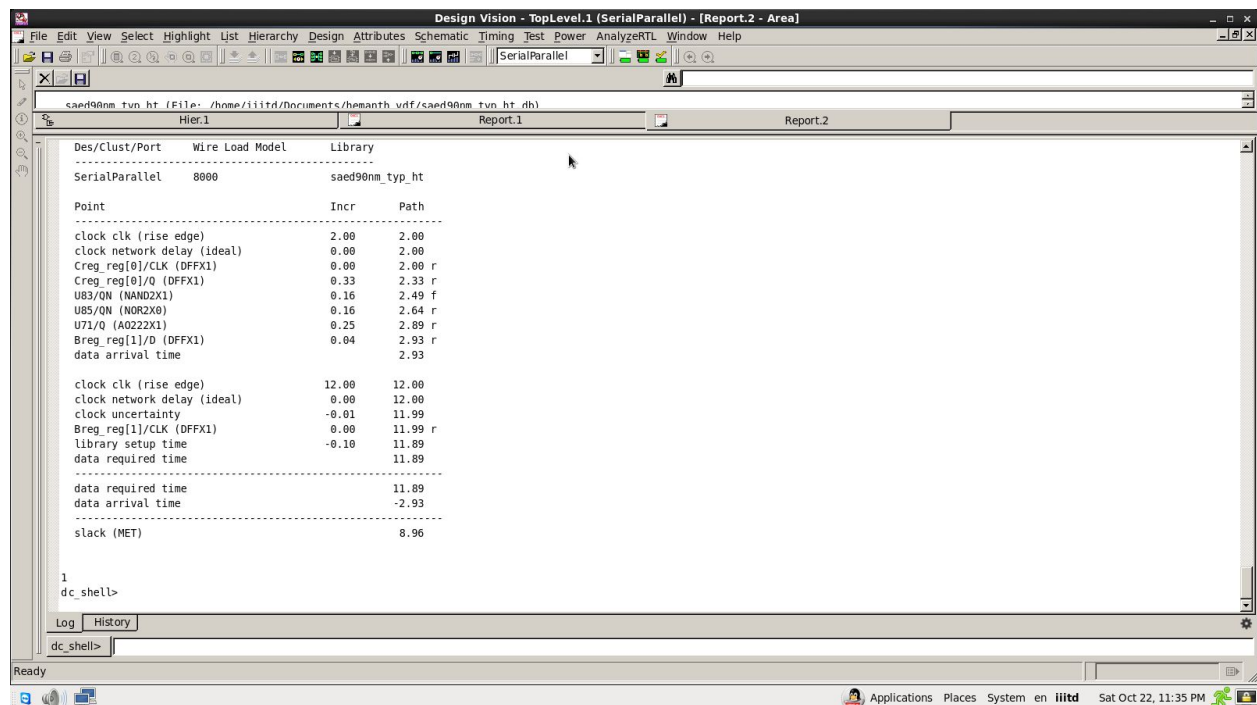 Design Vision - TopLevel.1 (SerialParallel) - [Report.2 - Area]
File Edit View Select Highlight List Hierarchy Design Attributes Schematic Timing Test Power AnalyzeRTL Window Help
SerialParallel
saed90nm_typ_ht (File: /home/iiitd/Documents/hemanth_vdf/saed90nm_typ_ht.db)
Hier.1 Report.1 Report.2
Des/Clust/Port Wire Load Model Library
------------------------------------------------
SerialParallel 8000 saed90nm_typ_ht
Point Incr Path
-----------------------------------------------------------
clock clk (rise edge) 2.00 2.00
clock network delay (ideal) 0.00 2.00
Creg_reg[0]/CLK (DFFX1) 0.00 2.00 r
Creg_reg[0]/Q (DFFX1) 0.33 2.33 r
U83/QN (NAND2X1) 0.16 2.49 f
U85/QN (NOR2X0) 0.16 2.64 r
U71/Q (AO222X1) 0.25 2.89 r
Breg_reg[1]/D (DFFX1) 0.04 2.93 r
data arrival time 2.93
clock clk (rise edge) 12.00 12.00
clock network delay (ideal) 0.00 12.00
clock uncertainty -0.01 11.99
Breg_reg[1]/CLK (DFFX1) 0.00 11.99 r
library setup time -0.10 11.89
data required time 11.89
-----------------------------------------------------------
data required time 11.89
data arrival time -2.93
-----------------------------------------------------------
slack (MET) 8.96
1
dc_shell>
Log History
dc_shell>
Ready
Applications Places System en iiitd Sat Oct 22, 11:35 PM